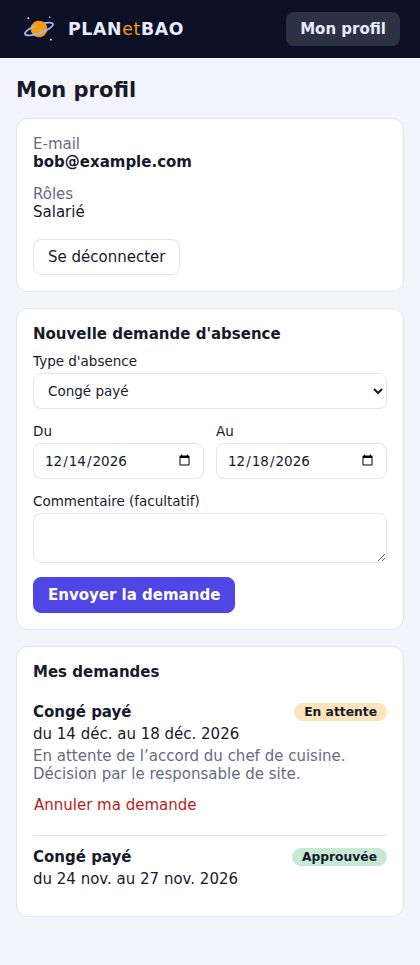 PLANetBAO
Mon profil
Mon profil
E-mail
bob@example.com
Rôles
Salarié
Se déconnecter
Nouvelle demande d'absence
Type d'absence
Congé payé
Du
Au
12/14/2026
12/18/2026
Commentaire (facultatif)
Envoyer la demande
Mes demandes
Congé payé
En attente
du 14 déc. au 18 déc. 2026
En attente de l’accord du chef de cuisine.
Décision par le responsable de site.
Annuler ma demande
Congé payé
Approuvée
du 24 nov. au 27 nov. 2026